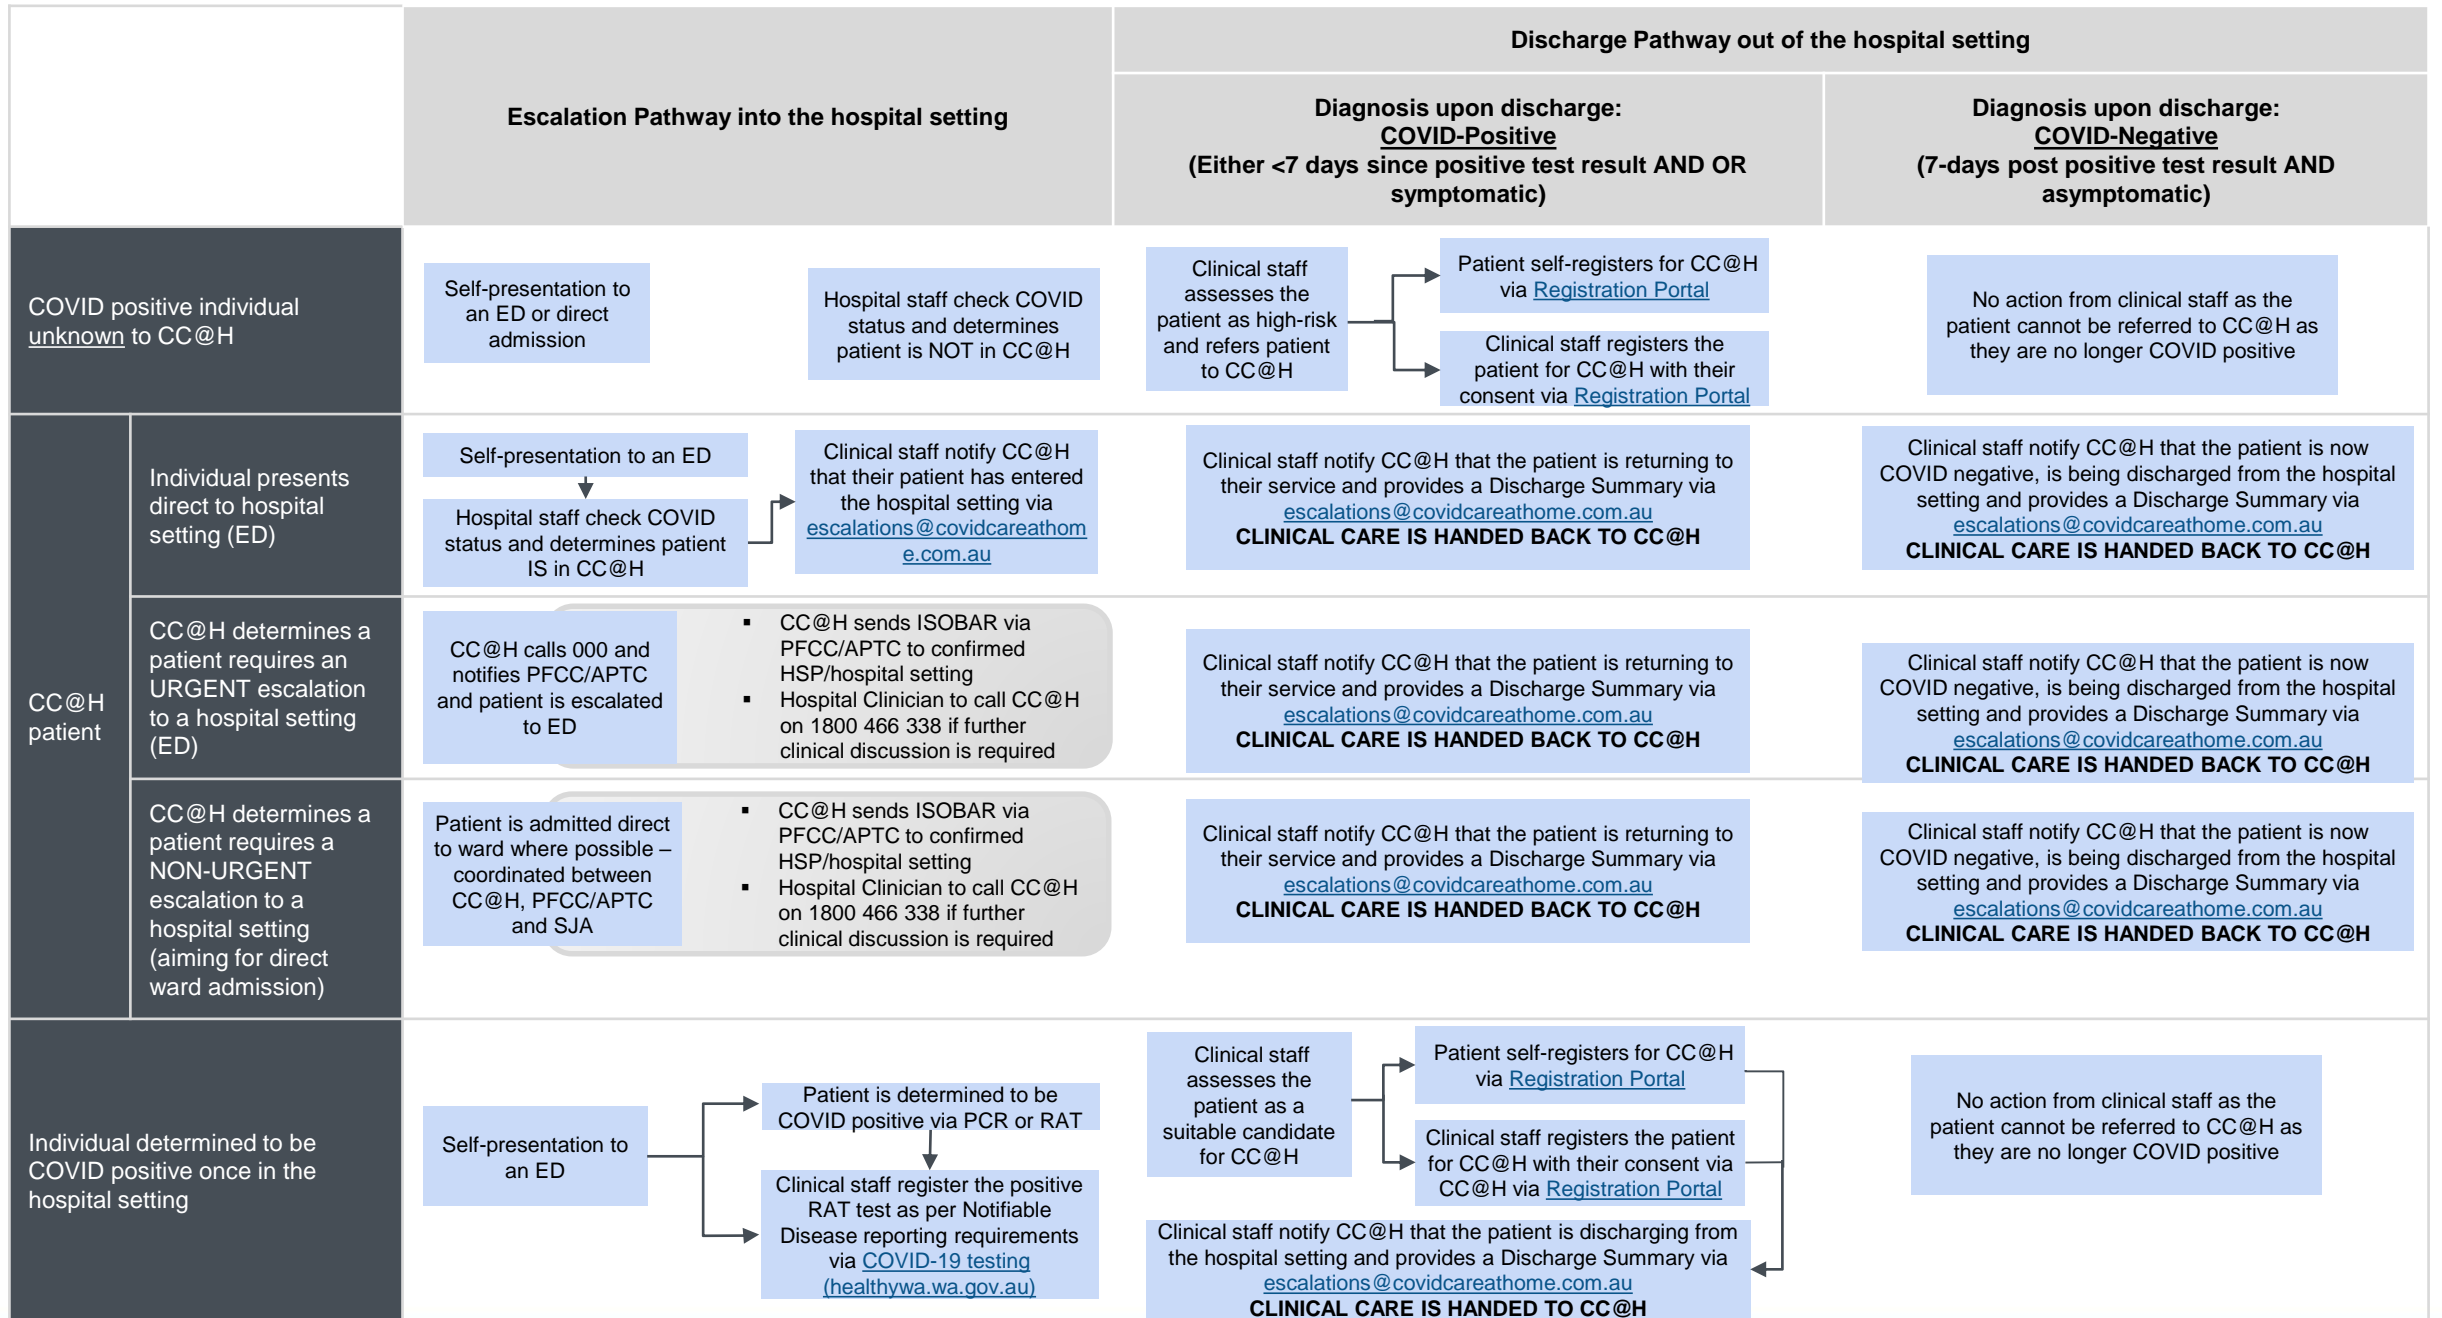 Escalation Pathway into the hospital setting
Discharge Pathway out of the hospital setting
Diagnosis upon discharge:
COVID-Positive
(Either <7 days since positive test result AND OR
symptomatic)
Diagnosis upon discharge:
COVID-Negative
(7-days post positive test result AND
asymptomatic)
COVID positive individual
unknown to CC@H
Self-presentation to
an ED or direct
admission
Hospital staff check COVID
status and determines
patient is NOT in CC@H
Clinical staff
assesses the
patient as high-risk
and refers patient
to CC@H
Patient self-registers for CC@H
via Registration Portal
Clinical staff registers the
patient for CC@H with their
consent via Registration Portal
No action from clinical staff as the
patient cannot be referred to CC@H as
they are no longer COVID positive
CC@H
patient
Individual presents
direct to hospital
setting (ED)
Self-presentation to an ED
Hospital staff check COVID
status and determines patient
IS in CC@H
Clinical staff notify CC@H
that their patient has entered
the hospital setting via
escalations@covidcareathom
e.com.au
Clinical staff notify CC@H that the patient is returning to
their service and provides a Discharge Summary via
escalations@covidcareathome.com.au
CLINICAL CARE IS HANDED BACK TO CC@H
Clinical staff notify CC@H that the patient is now
COVID negative, is being discharged from the hospital
setting and provides a Discharge Summary via
escalations@covidcareathome.com.au
CLINICAL CARE IS HANDED BACK TO CC@H
CC@H determines a
patient requires an
URGENT escalation
to a hospital setting
(ED)
CC@H calls 000 and
notifies PFCC/APTC
and patient is escalated
to ED
▪ CC@H sends ISOBAR via
PFCC/APTC to confirmed
HSP/hospital setting
▪ Hospital Clinician to call CC@H
on 1800 466 338 if further
clinical discussion is required
Clinical staff notify CC@H that the patient is returning to
their service and provides a Discharge Summary via
escalations@covidcareathome.com.au
CLINICAL CARE IS HANDED BACK TO CC@H
Clinical staff notify CC@H that the patient is now
COVID negative, is being discharged from the hospital
setting and provides a Discharge Summary via
escalations@covidcareathome.com.au
CLINICAL CARE IS HANDED BACK TO CC@H
CC@H determines a
patient requires a
NON-URGENT
escalation to a
hospital setting
(aiming for direct
ward admission)
Patient is admitted direct
to ward where possible –
coordinated between
CC@H, PFCC/APTC
and SJA
▪ CC@H sends ISOBAR via
PFCC/APTC to confirmed
HSP/hospital setting
▪ Hospital Clinician to call CC@H
on 1800 466 338 if further
clinical discussion is required
Clinical staff notify CC@H that the patient is returning to
their service and provides a Discharge Summary via
escalations@covidcareathome.com.au
CLINICAL CARE IS HANDED BACK TO CC@H
Clinical staff notify CC@H that the patient is now
COVID negative, is being discharged from the hospital
setting and provides a Discharge Summary via
escalations@covidcareathome.com.au
CLINICAL CARE IS HANDED BACK TO CC@H
Individual determined to be
COVID positive once in the
hospital setting
Self-presentation to
an ED
Patient is determined to be
COVID positive via PCR or RAT
Clinical staff register the positive
RAT test as per Notifiable
Disease reporting requirements
via COVID-19 testing
(healthywa.wa.gov.au)
Clinical staff
assesses the
patient as a
suitable candidate
for CC@H
Patient self-registers for CC@H
via Registration Portal
Clinical staff registers the patient
for CC@H with their consent via
CC@H via Registration Portal
Clinical staff notify CC@H that the patient is discharging from
the hospital setting and provides a Discharge Summary via
escalations@covidcareathome.com.au
CLINICAL CARE IS HANDED TO CC@H
No action from clinical staff as the
patient cannot be referred to CC@H as
they are no longer COVID positive